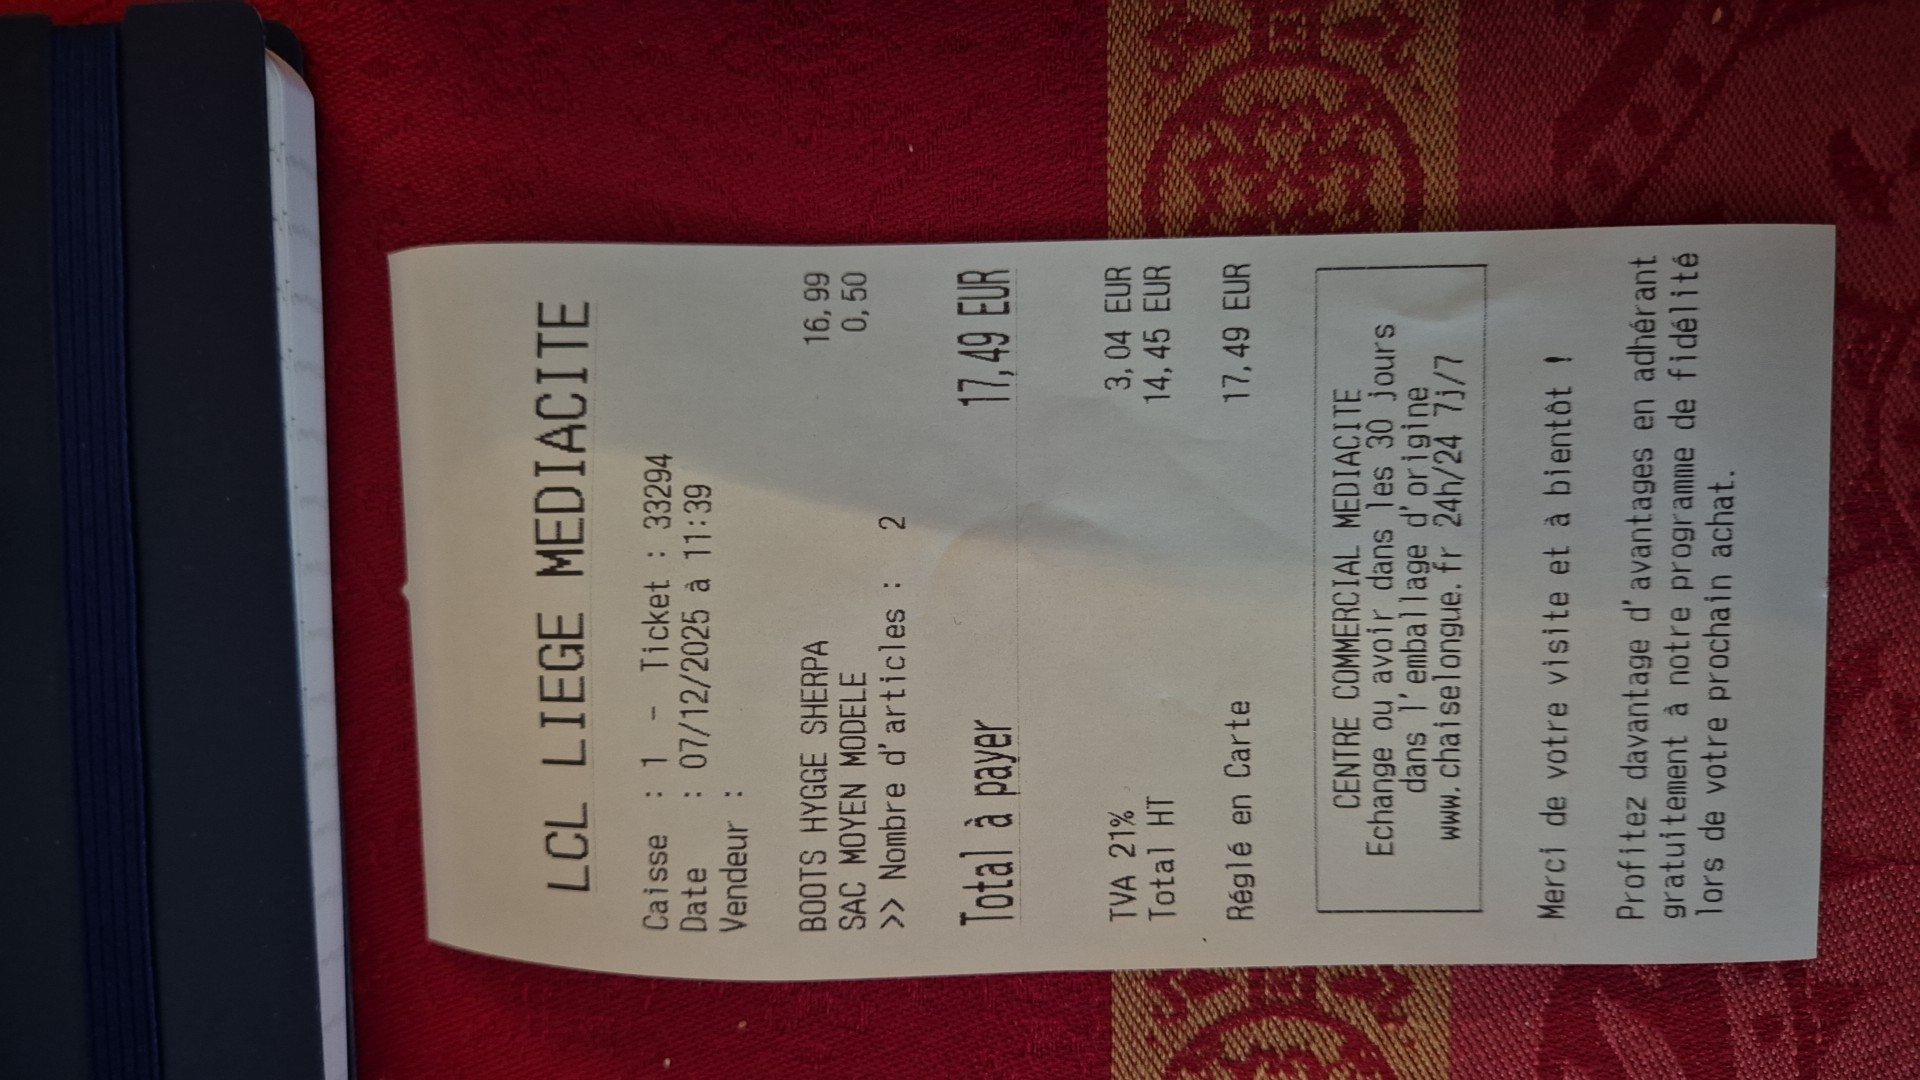 LCL LIEGE MEDIACITE
Caisse : 1 - Ticket : 33294
Date : 07/12/2025 à 11:39
Vendeur :
BOOTS HYGGE SHERPA 16,99
SAC MOYEN MODELE 0,50
>> Nombre d'articles : 2
Total à payer 17,49 EUR
TVA 21% 3,04 EUR
Total HT 14,45 EUR
Réglé en Carte 17,49 EUR
CENTRE COMMERCIAL MEDIACITE
Echange ou avoir dans les 30 jours
dans l'emballage d'origine
www.chaiselongue.fr 24h/24 7j/7
Merci de votre visite et à bientôt !
Profitez davantage d'avantages en adhérant
gratuitement à notre programme de fidélité
lors de votre prochain achat.